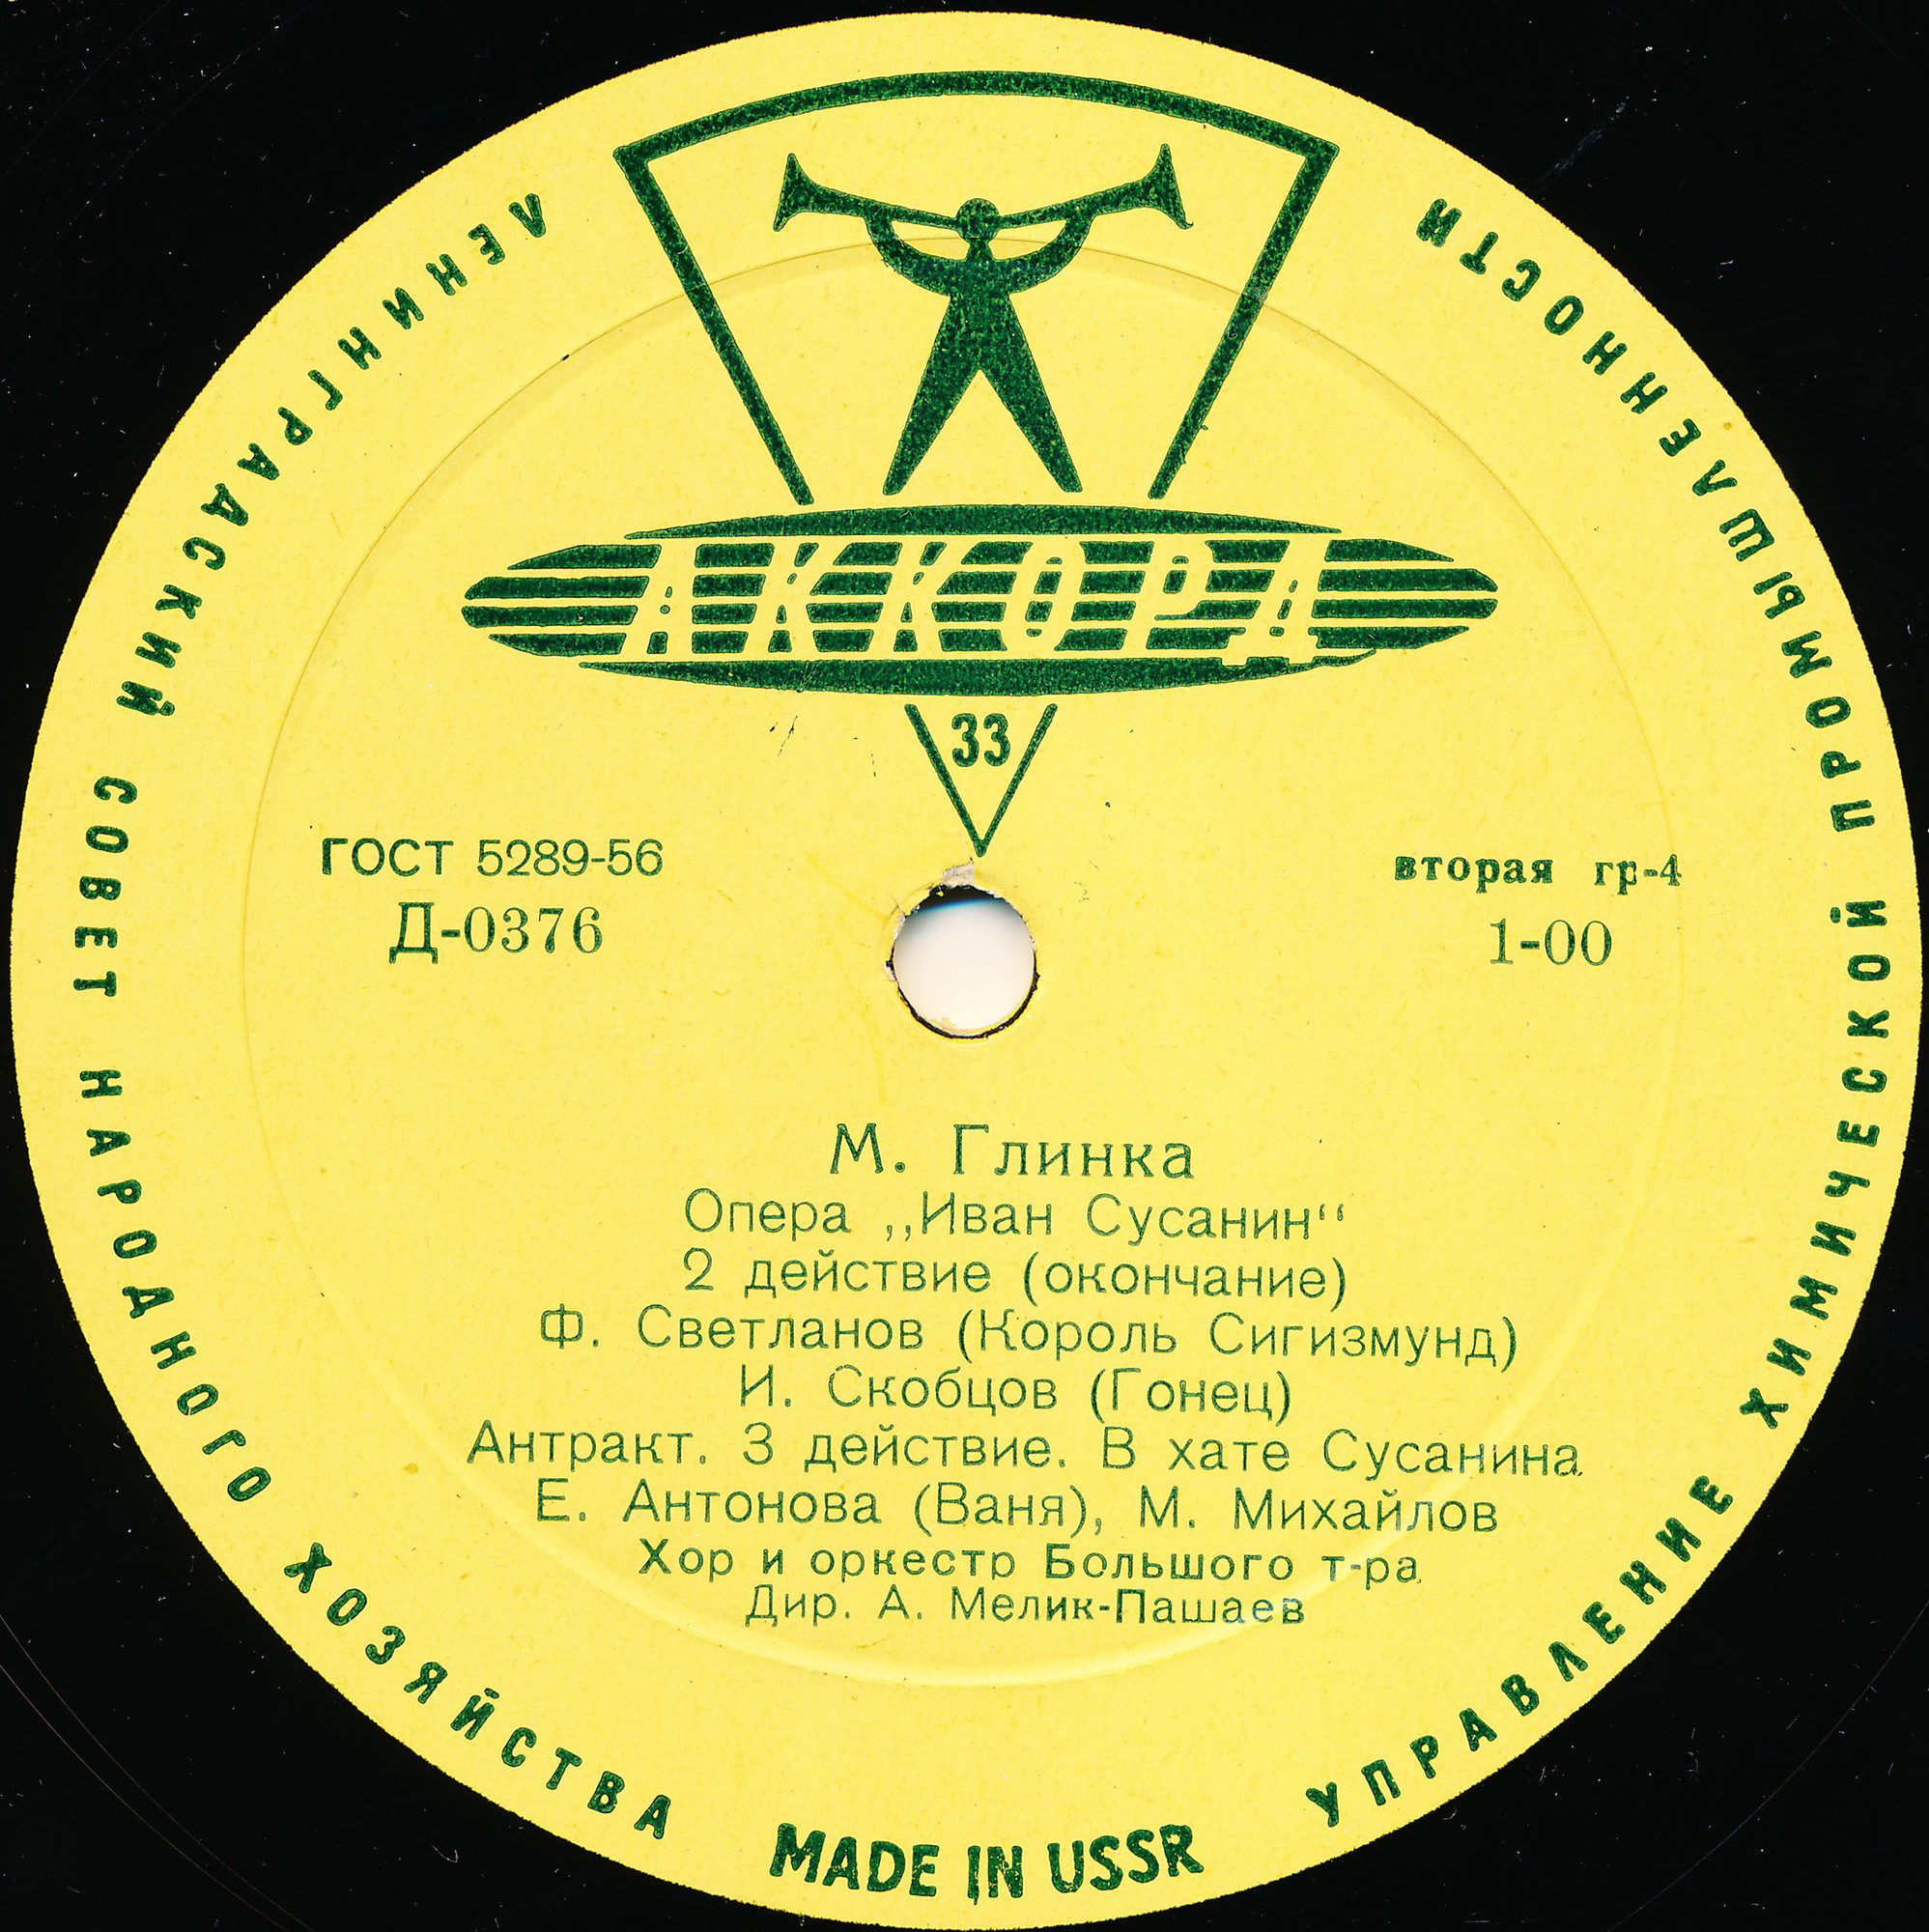 ЛЕНИНГРАДСКИЙ СОВЕТ НАРОДНОГО ХОЗЯЙСТВА
УПРАВЛЕНИЕ ХИМИЧЕСКОЙ ПРОМЫШЛЕННОСТИ
АККОРД
33
ГОСТ 5289-56
Д-0376
вторая гр-4
1-00
М. Глинка
Опера „Иван Сусанин“
2 действие (окончание)
Ф. Светланов (Король Сигизмунд)
И. Скобцов (Гонец)
Антракт. 3 действие. В хате Сусанина
Е. Антонова (Ваня), М. Михайлов
Хор и оркестр Большого т-ра
Дир. А. Мелик-Пашаев
MADE IN USSR